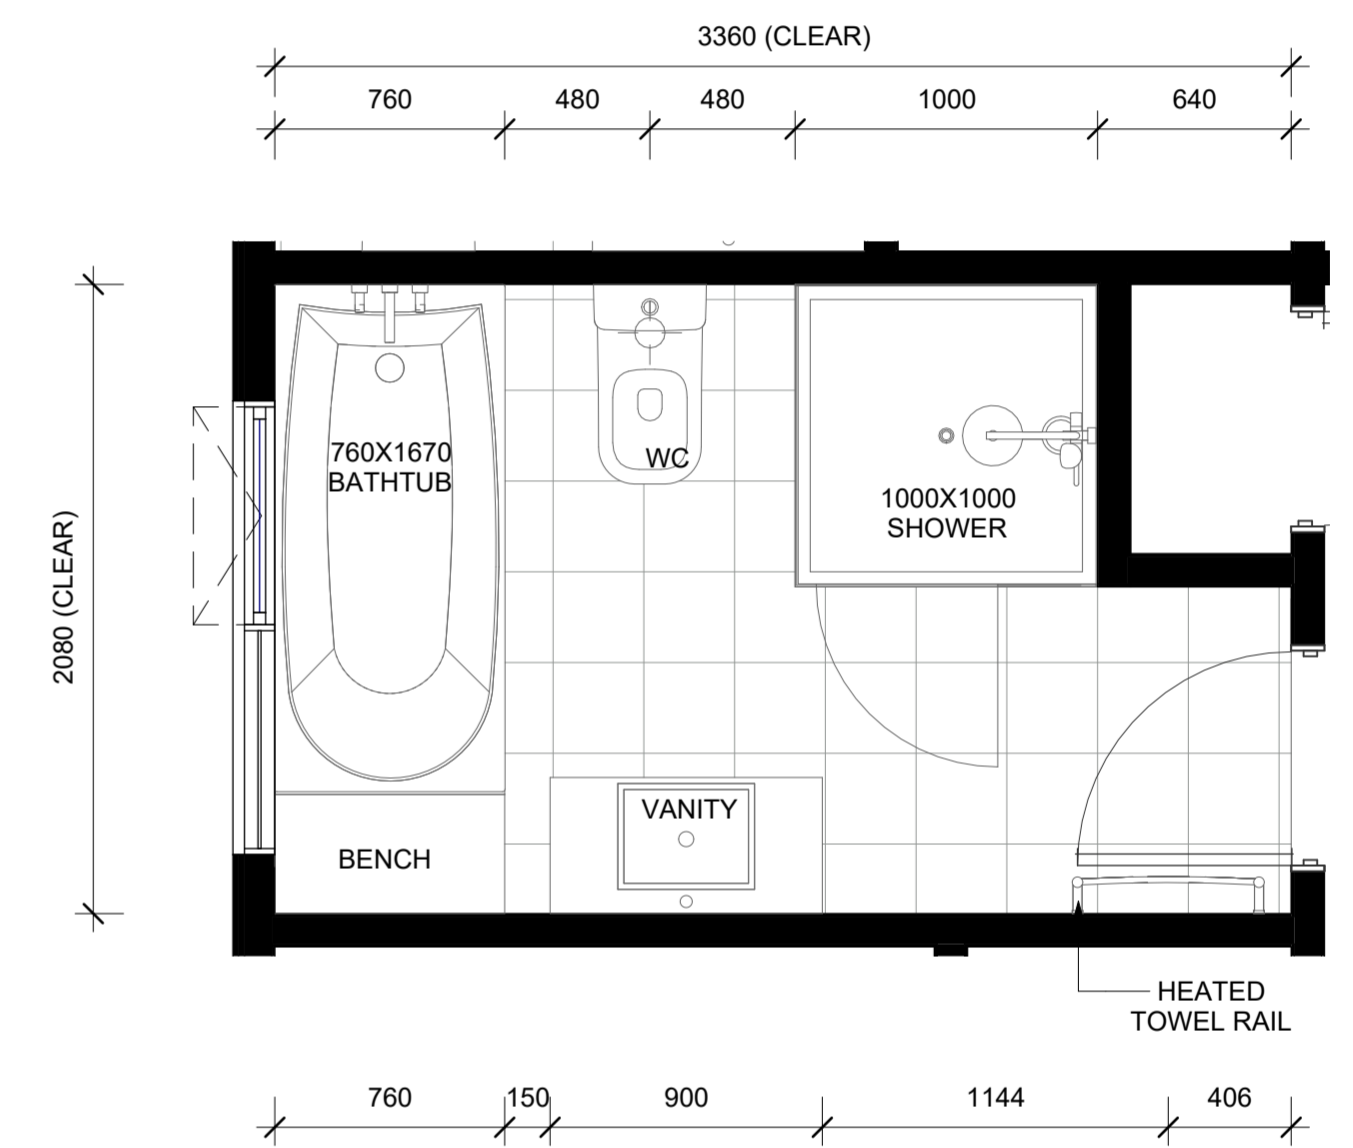 3360 (CLEAR)
760 480 480 1000 640
2080 (CLEAR)
760X1670
BATHTUB
WC
1000X1000
SHOWER
VANITY
BENCH
HEATED
TOWEL RAIL
760 150 900 1144 406